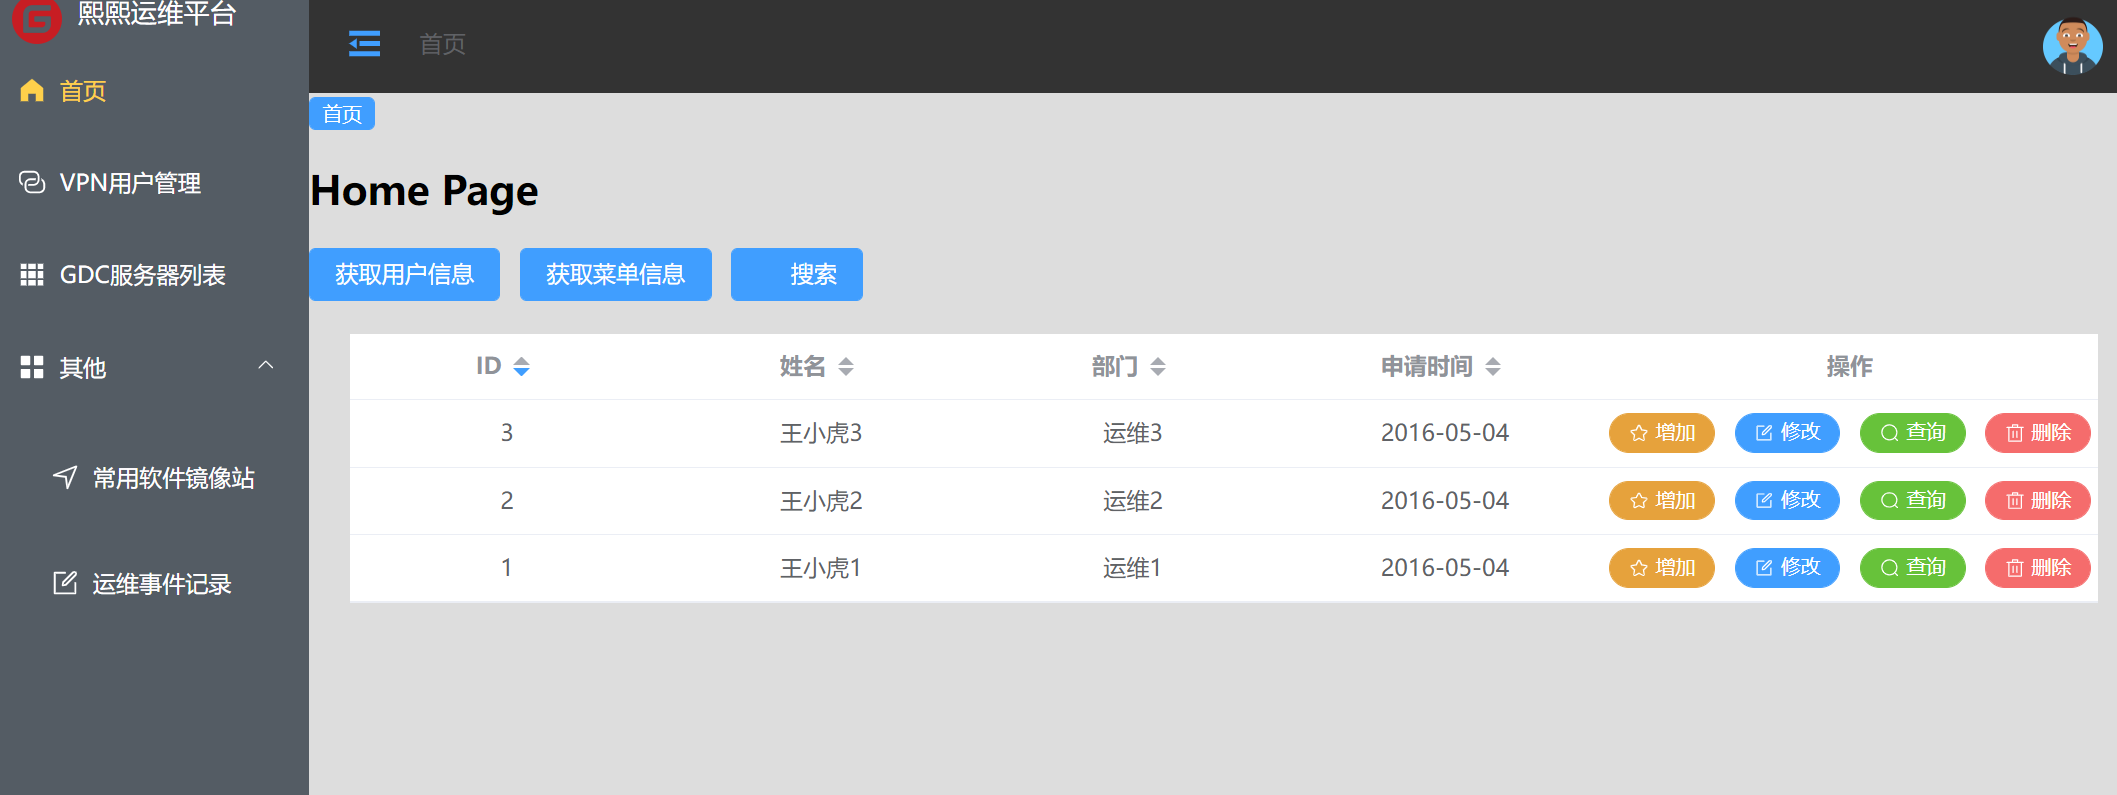 熙熙运维平台
首页
VPN用户管理
GDC服务器列表
其他
常用软件镜像站
运维事件记录
首页
首页
Home Page
获取用户信息 获取菜单信息 搜索
ID 姓名 部门 申请时间 操作
3 王小虎3 运维3 2016-05-04 增加 修改 查询 删除
2 王小虎2 运维2 2016-05-04 增加 修改 查询 删除
1 王小虎1 运维1 2016-05-04 增加 修改 查询 删除